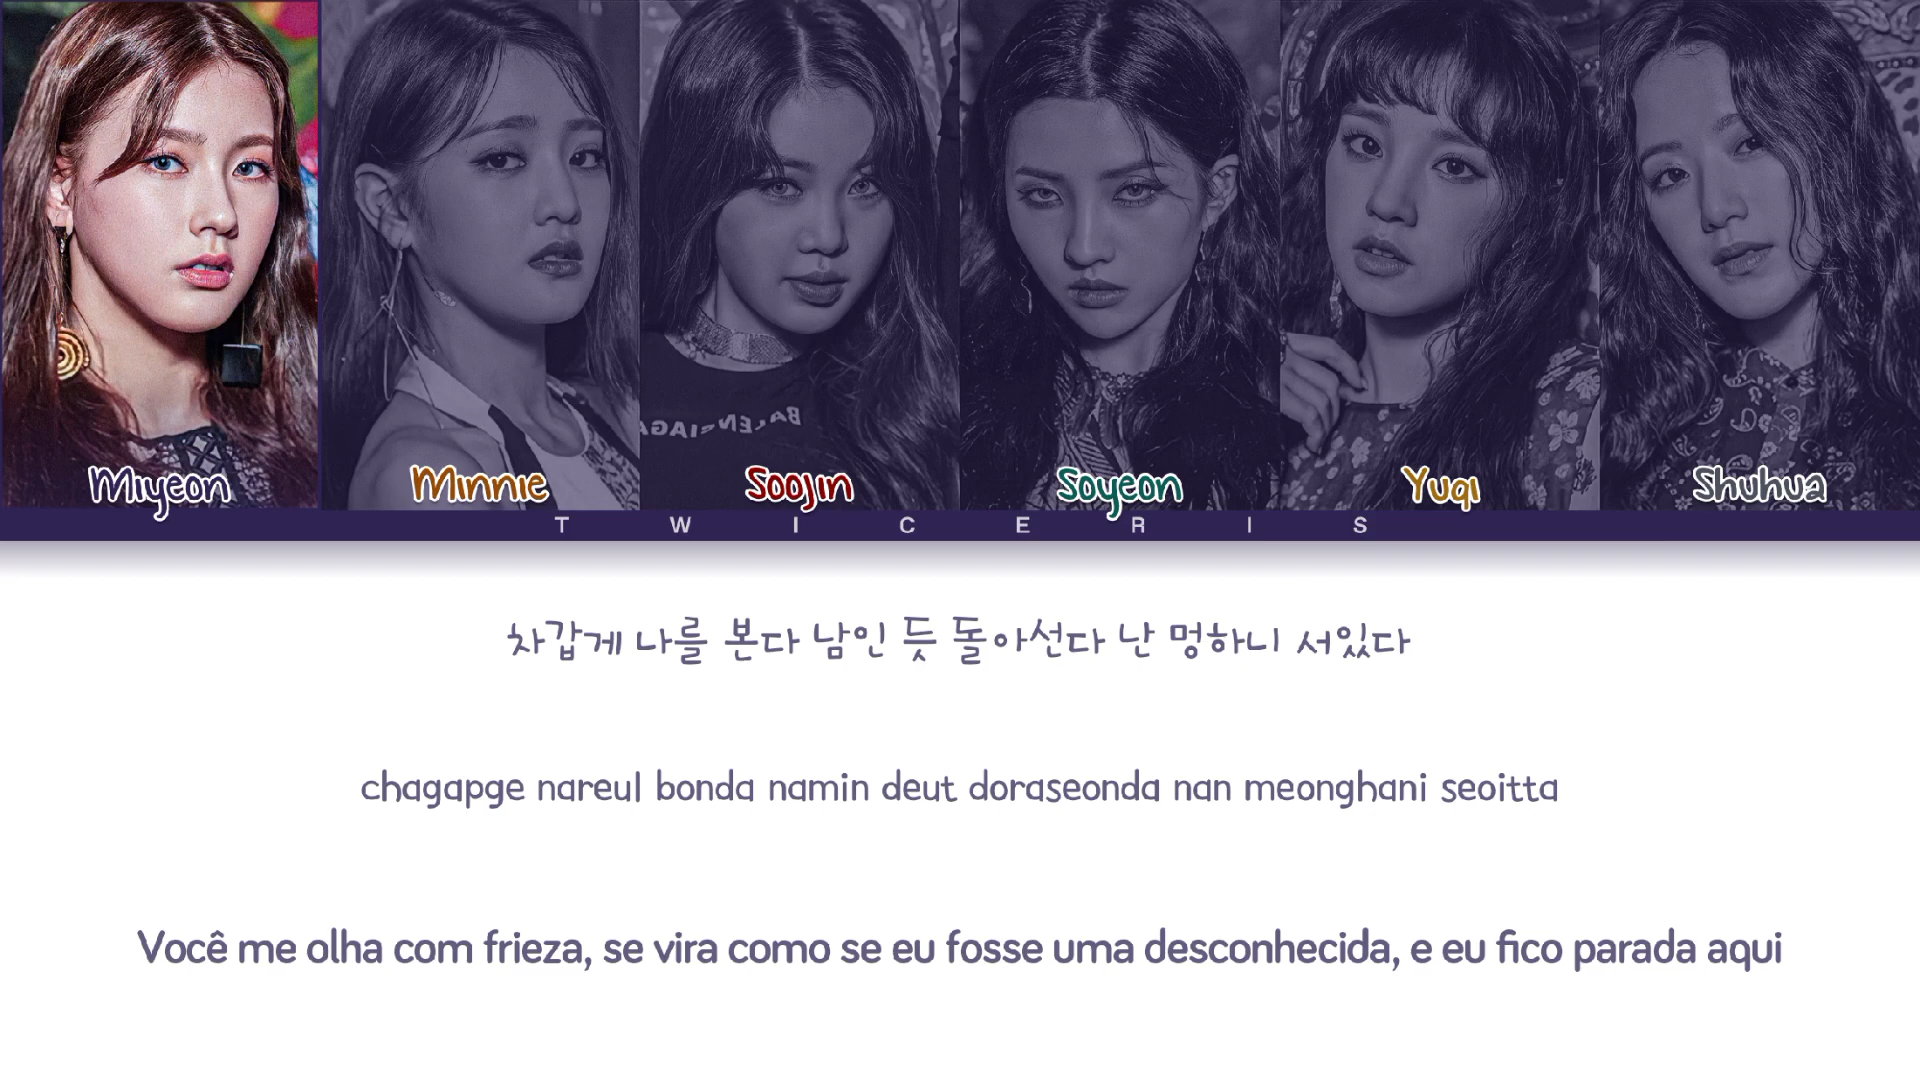 BALENCIAGA
Miyeon Minnie Soojin Soyeon Yuqi Shuhua
TWICERIS
차갑게 나를 본다 남인 듯 돌아선다 난 멍하니 서있다
chagapge nareul bonda namin deut doraseonda nan meonghani seoitta
Você me olha com frieza, se vira como se eu fosse uma desconhecida, e eu fico parada aqui